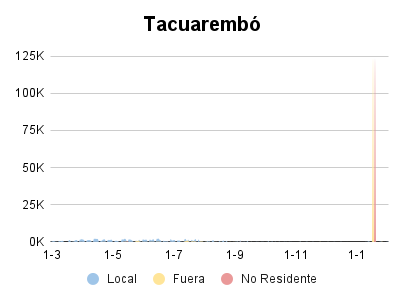 Tacuarembó
125K
100K
75K
50K
25K
0K
1-3 1-5 1-7 1-9 1-11 1-1
Local Fuera No Residente